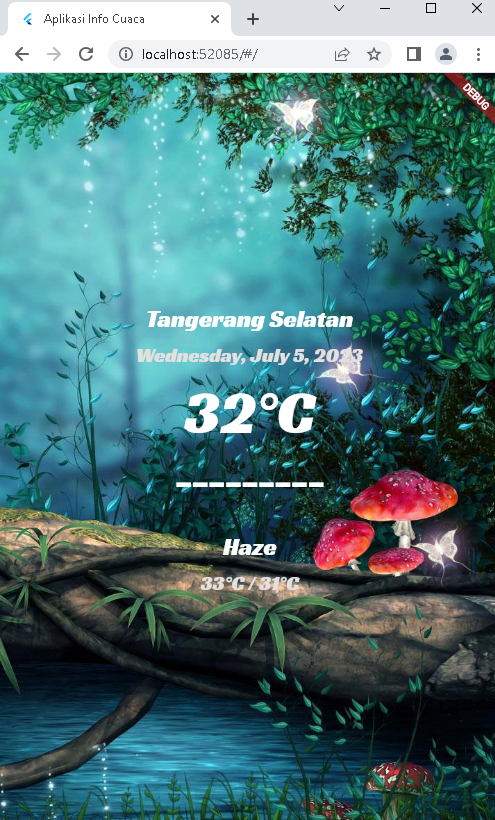 Aplikasi Info Cuaca
localhost:52085/#/
DEBUG
Tangerang Selatan
Wednesday, July 5, 2023
32°C
---------
Haze
33°C / 31°C